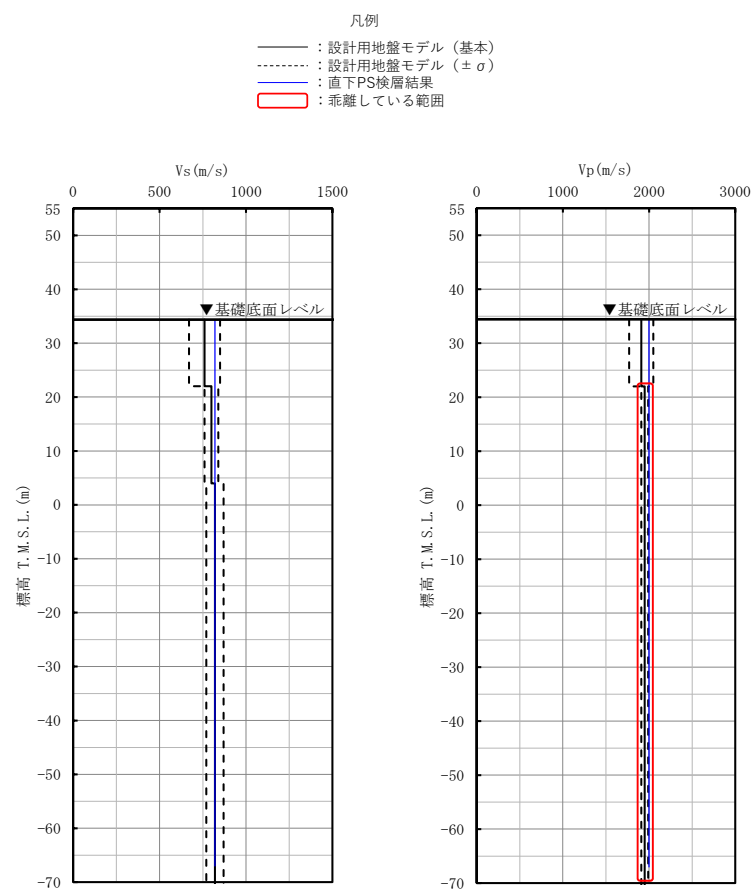 凡例
：設計用地盤モデル（基本）
：設計用地盤モデル（±σ）
：直下PS検層結果
：乖離している範囲
Vs(m/s)
0 500 1000 1500
55
50
40
30
20
10
0
-10
-20
-30
-40
-50
-60
-70
標高 T.M.S.L.(m)
▼基礎底面レベル
Vp(m/s)
0 1000 2000 3000
55
50
40
30
20
10
0
-10
-20
-30
-40
-50
-60
-70
標高 T.M.S.L.(m)
▼基礎底面レベル